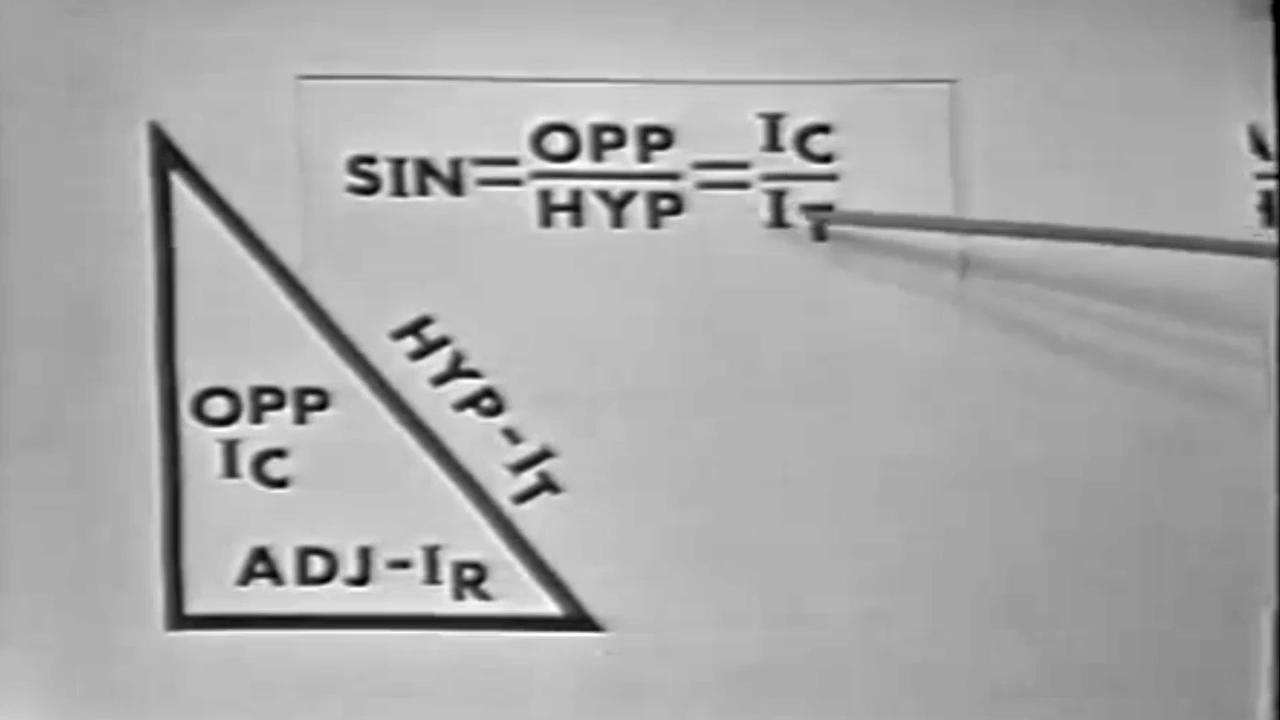 SIN = OPP/HYP = IC/IT
HYP-IT
OPP
IC
ADJ-IR